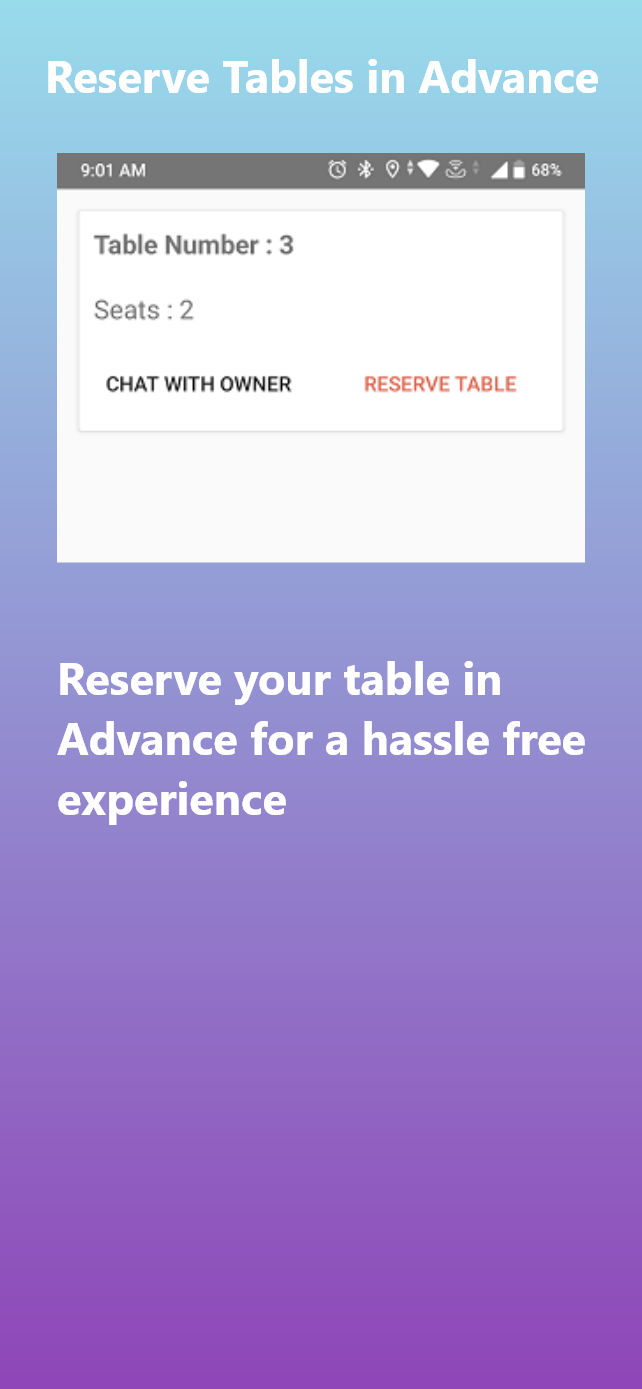 Reserve Tables in Advance
9:01 AM 68%
Table Number : 3
Seats : 2
CHAT WITH OWNER RESERVE TABLE
Reserve your table in
Advance for a hassle free
experience